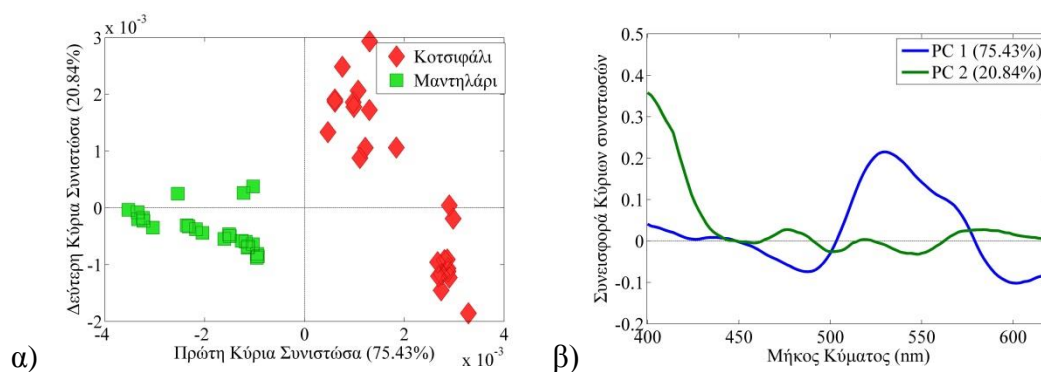 x 10⁻³
3
2
1
0
-1
-2
-4
-2
0
2
4
x 10⁻³
Δεύτερη Κύρια Συνιστώσα (20.84%)
Πρώτη Κύρια Συνιστώσα (75.43%)
Κοτσιφάλι
Μαντηλάρι
α)
0.5
0.4
0.3
0.2
0.1
0
-0.1
-0.2
400
450
500
550
600
Συνεισφορά Κύριων συνιστωσών
Μήκος Κύματος (nm)
PC 1 (75.43%)
PC 2 (20.84%)
β)